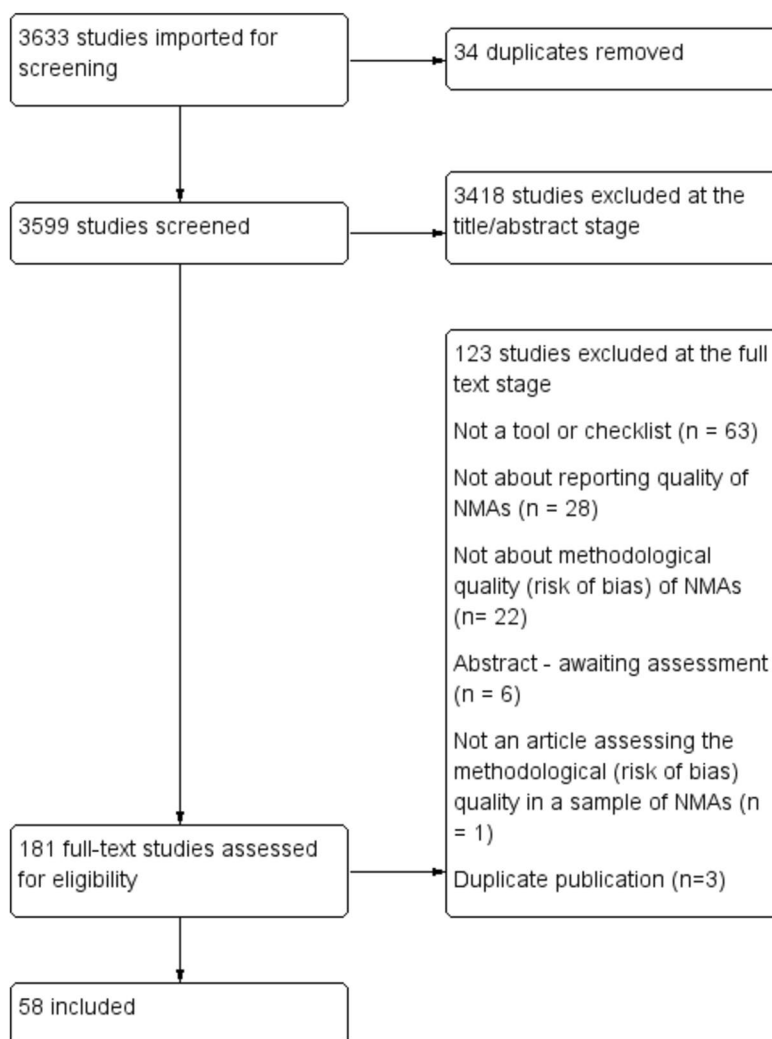 3633 studies imported for
screening
34 duplicates removed
3599 studies screened
3418 studies excluded at the
title/abstract stage
123 studies excluded at the full
text stage
Not a tool or checklist (n = 63)
Not about reporting quality of
NMAs (n = 28)
Not about methodological
quality (risk of bias) of NMAs
(n= 22)
Abstract - awaiting assessment
(n = 6)
Not an article assessing the
methodological (risk of bias)
quality in a sample of NMAs (n
= 1)
Duplicate publication (n=3)
181 full-text studies assessed
for eligibility
58 included